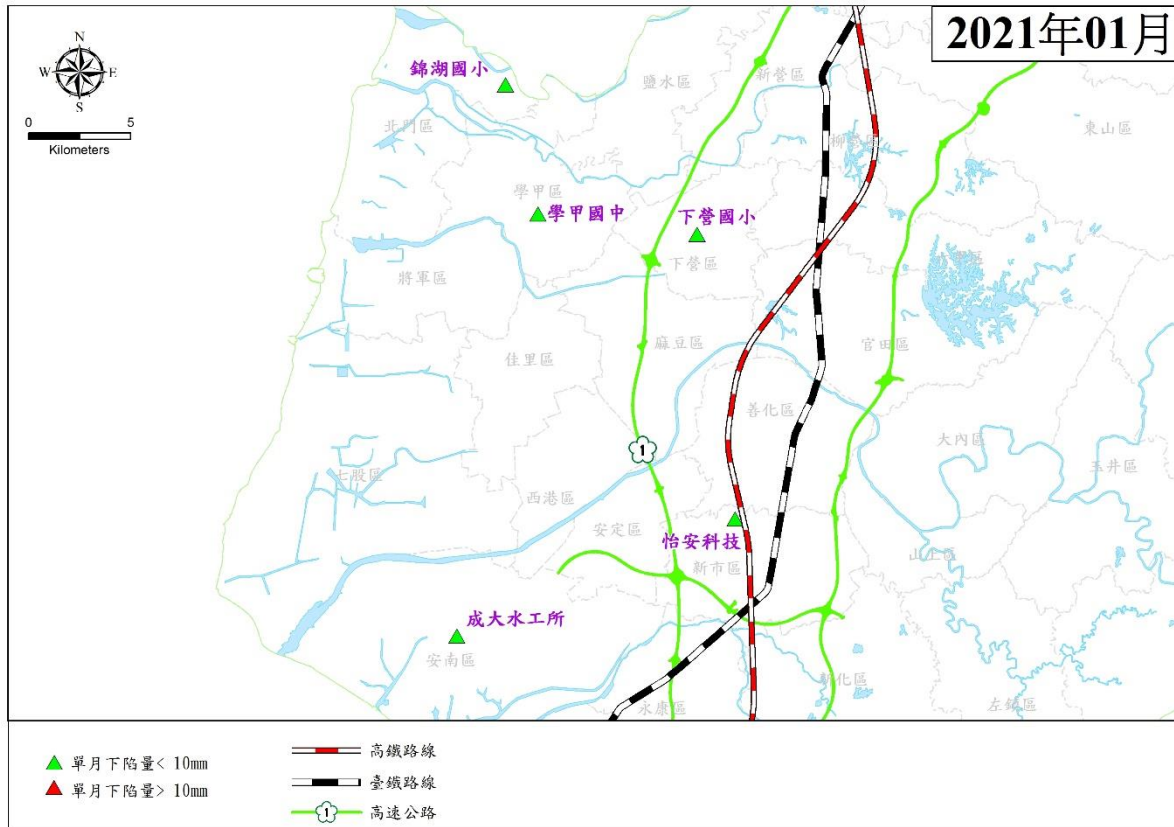 2021年01月
N
W E
S
0 5
Kilometers
錦湖國小
鹽水區
新營區
東山區
北門區
柳營區
學甲區
學甲國中
下營國小
下營區
將軍區
佳里區
麻豆區
官田區
善化區
大內區
玉井區
1
七股區
西港區
安定區
怡安科技
新市區
山上區
成大水工所
安南區
永康區
新化區
左鎮區
單月下陷量< 10mm
單月下陷量> 10mm
高鐵路線
臺鐵路線
1 高速公路